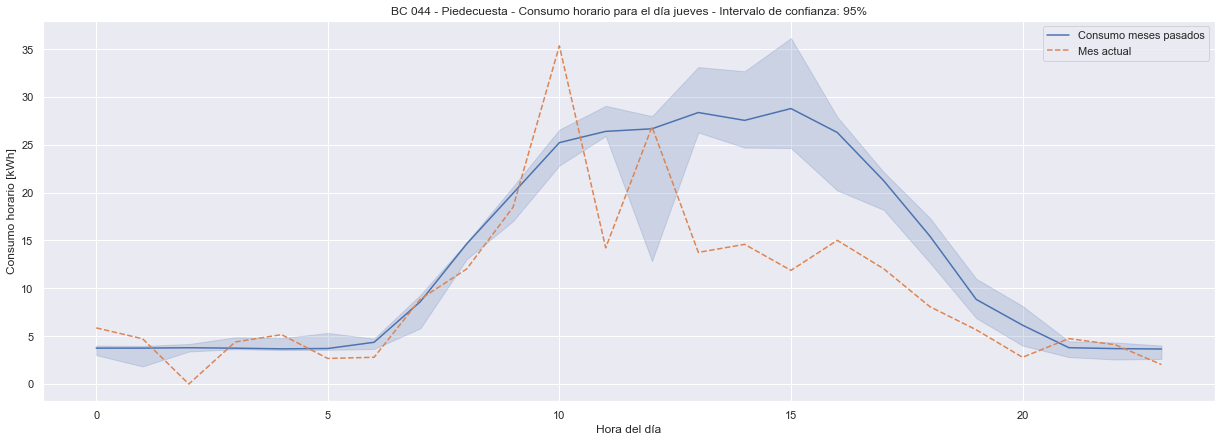 BC 044 - Piedecuesta - Consumo horario para el día jueves - Intervalo de confianza: 95%
Consumo meses pasados
Mes actual
Consumo horario [kWh]
35
30
25
20
15
10
5
0
0 5 10 15 20
Hora del día